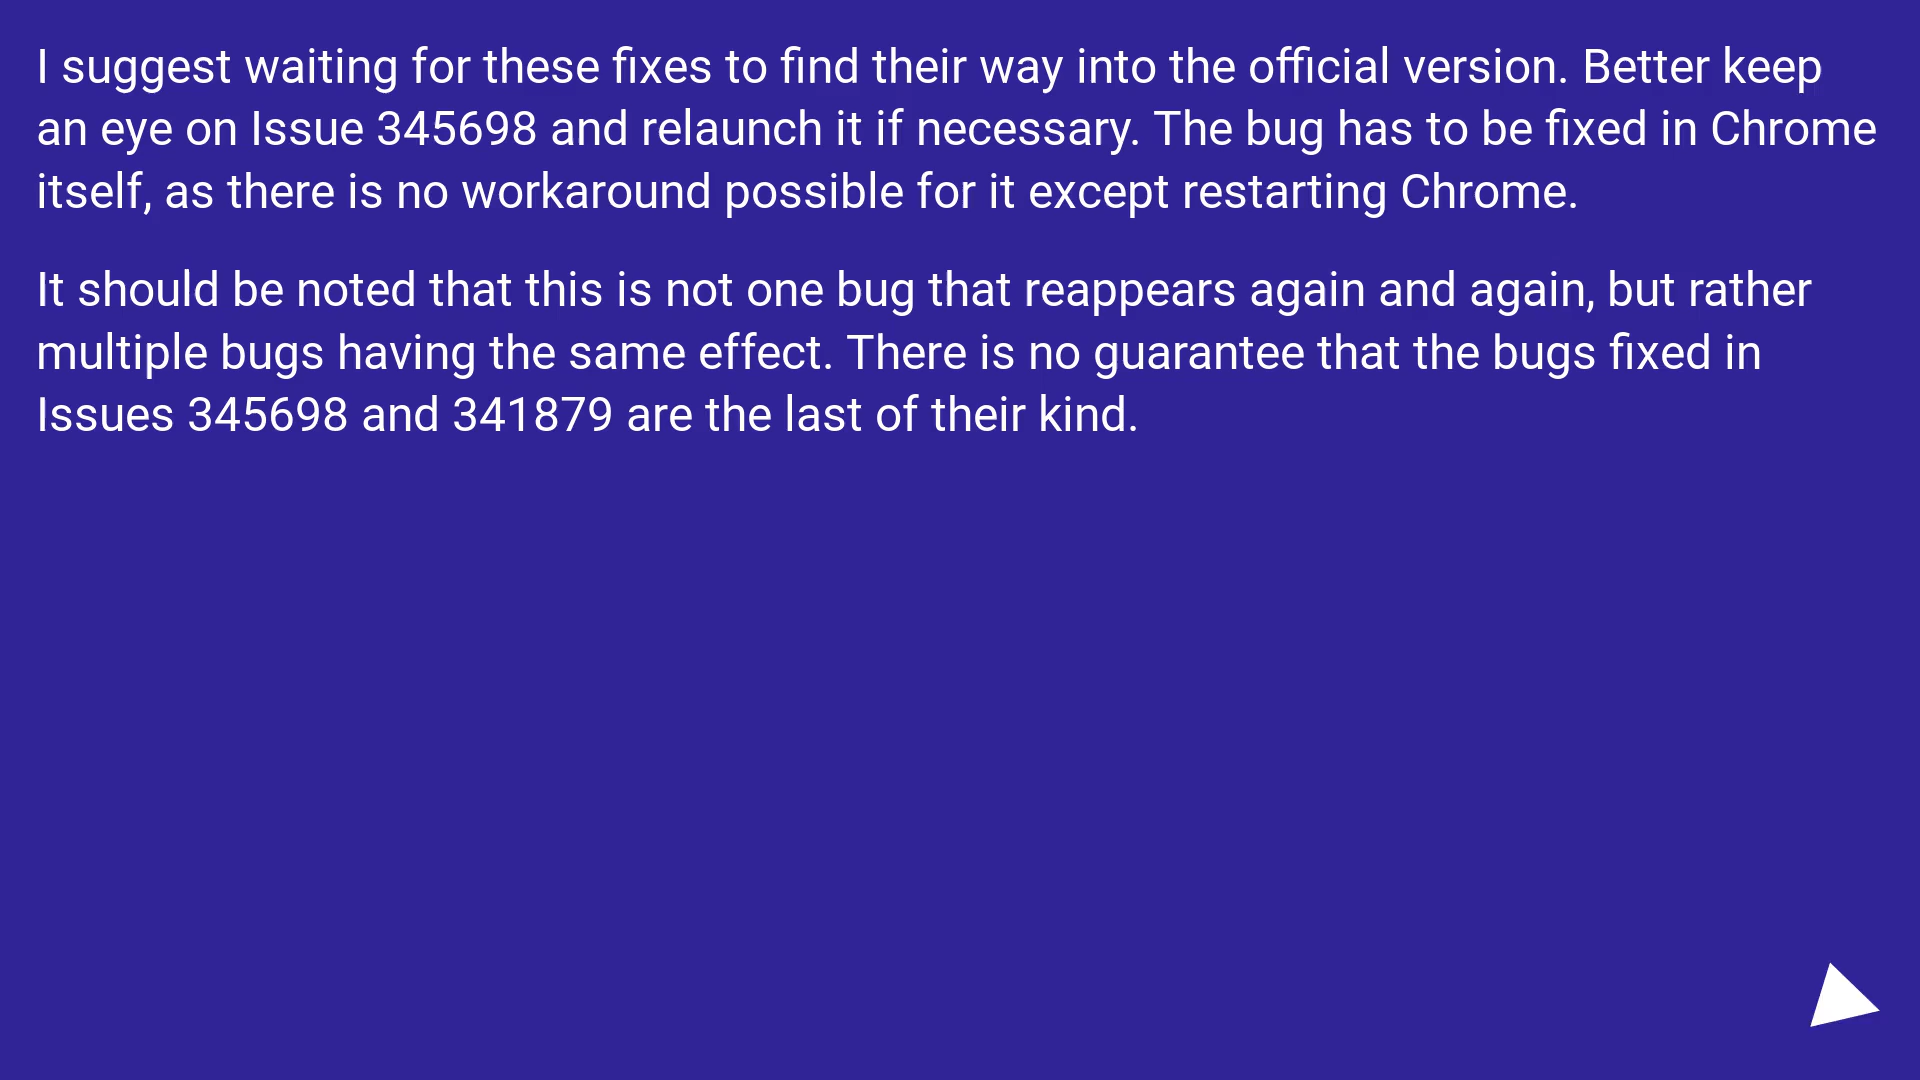 I suggest waiting for these fixes to find their way into the official version. Better keep
an eye on Issue 345698 and relaunch it if necessary. The bug has to be fixed in Chrome
itself, as there is no workaround possible for it except restarting Chrome.
It should be noted that this is not one bug that reappears again and again, but rather
multiple bugs having the same effect. There is no guarantee that the bugs fixed in
Issues 345698 and 341879 are the last of their kind.